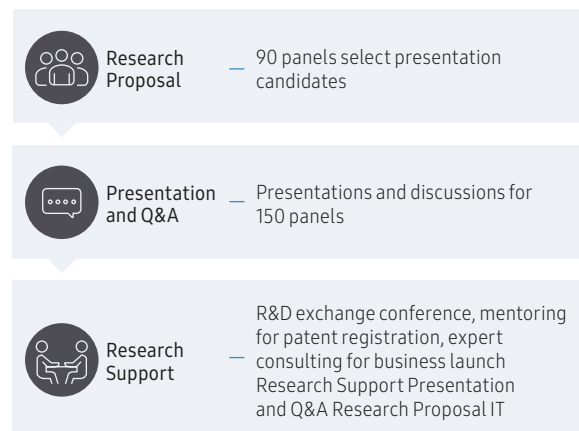 Research
Proposal
— 90 panels select presentation
candidates
Presentation
and Q&A
— Presentations and discussions for
150 panels
Research
Support
— R&D exchange conference, mentoring
for patent registration, expert
consulting for business launch
Research Support Presentation
and Q&A Research Proposal IT